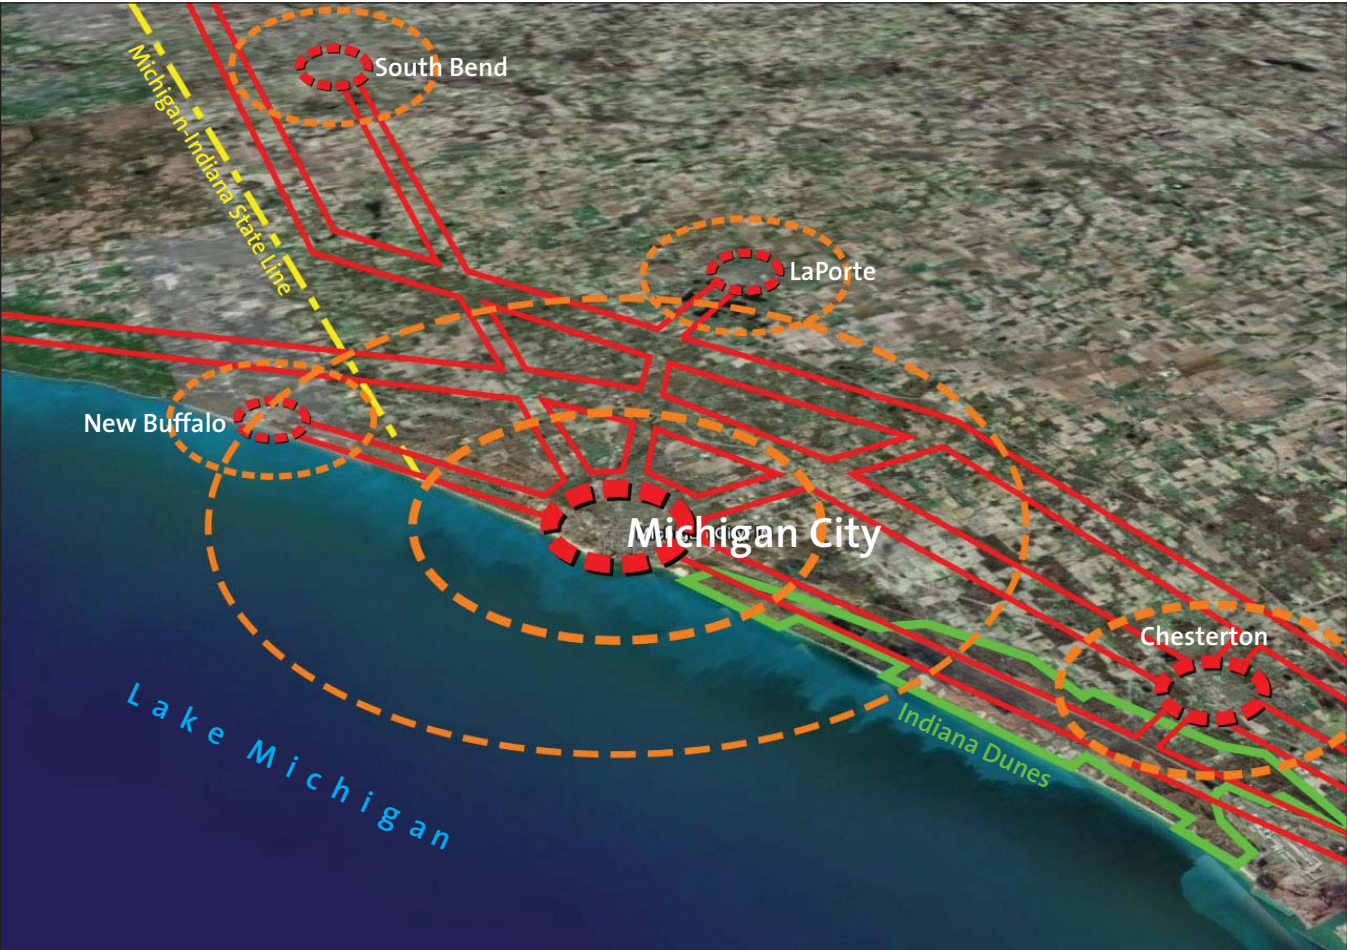 South Bend
Michigan-Indiana State Line
LaPorte
New Buffalo
Michigan City
Chesterton
Indiana Dunes
Lake Michigan